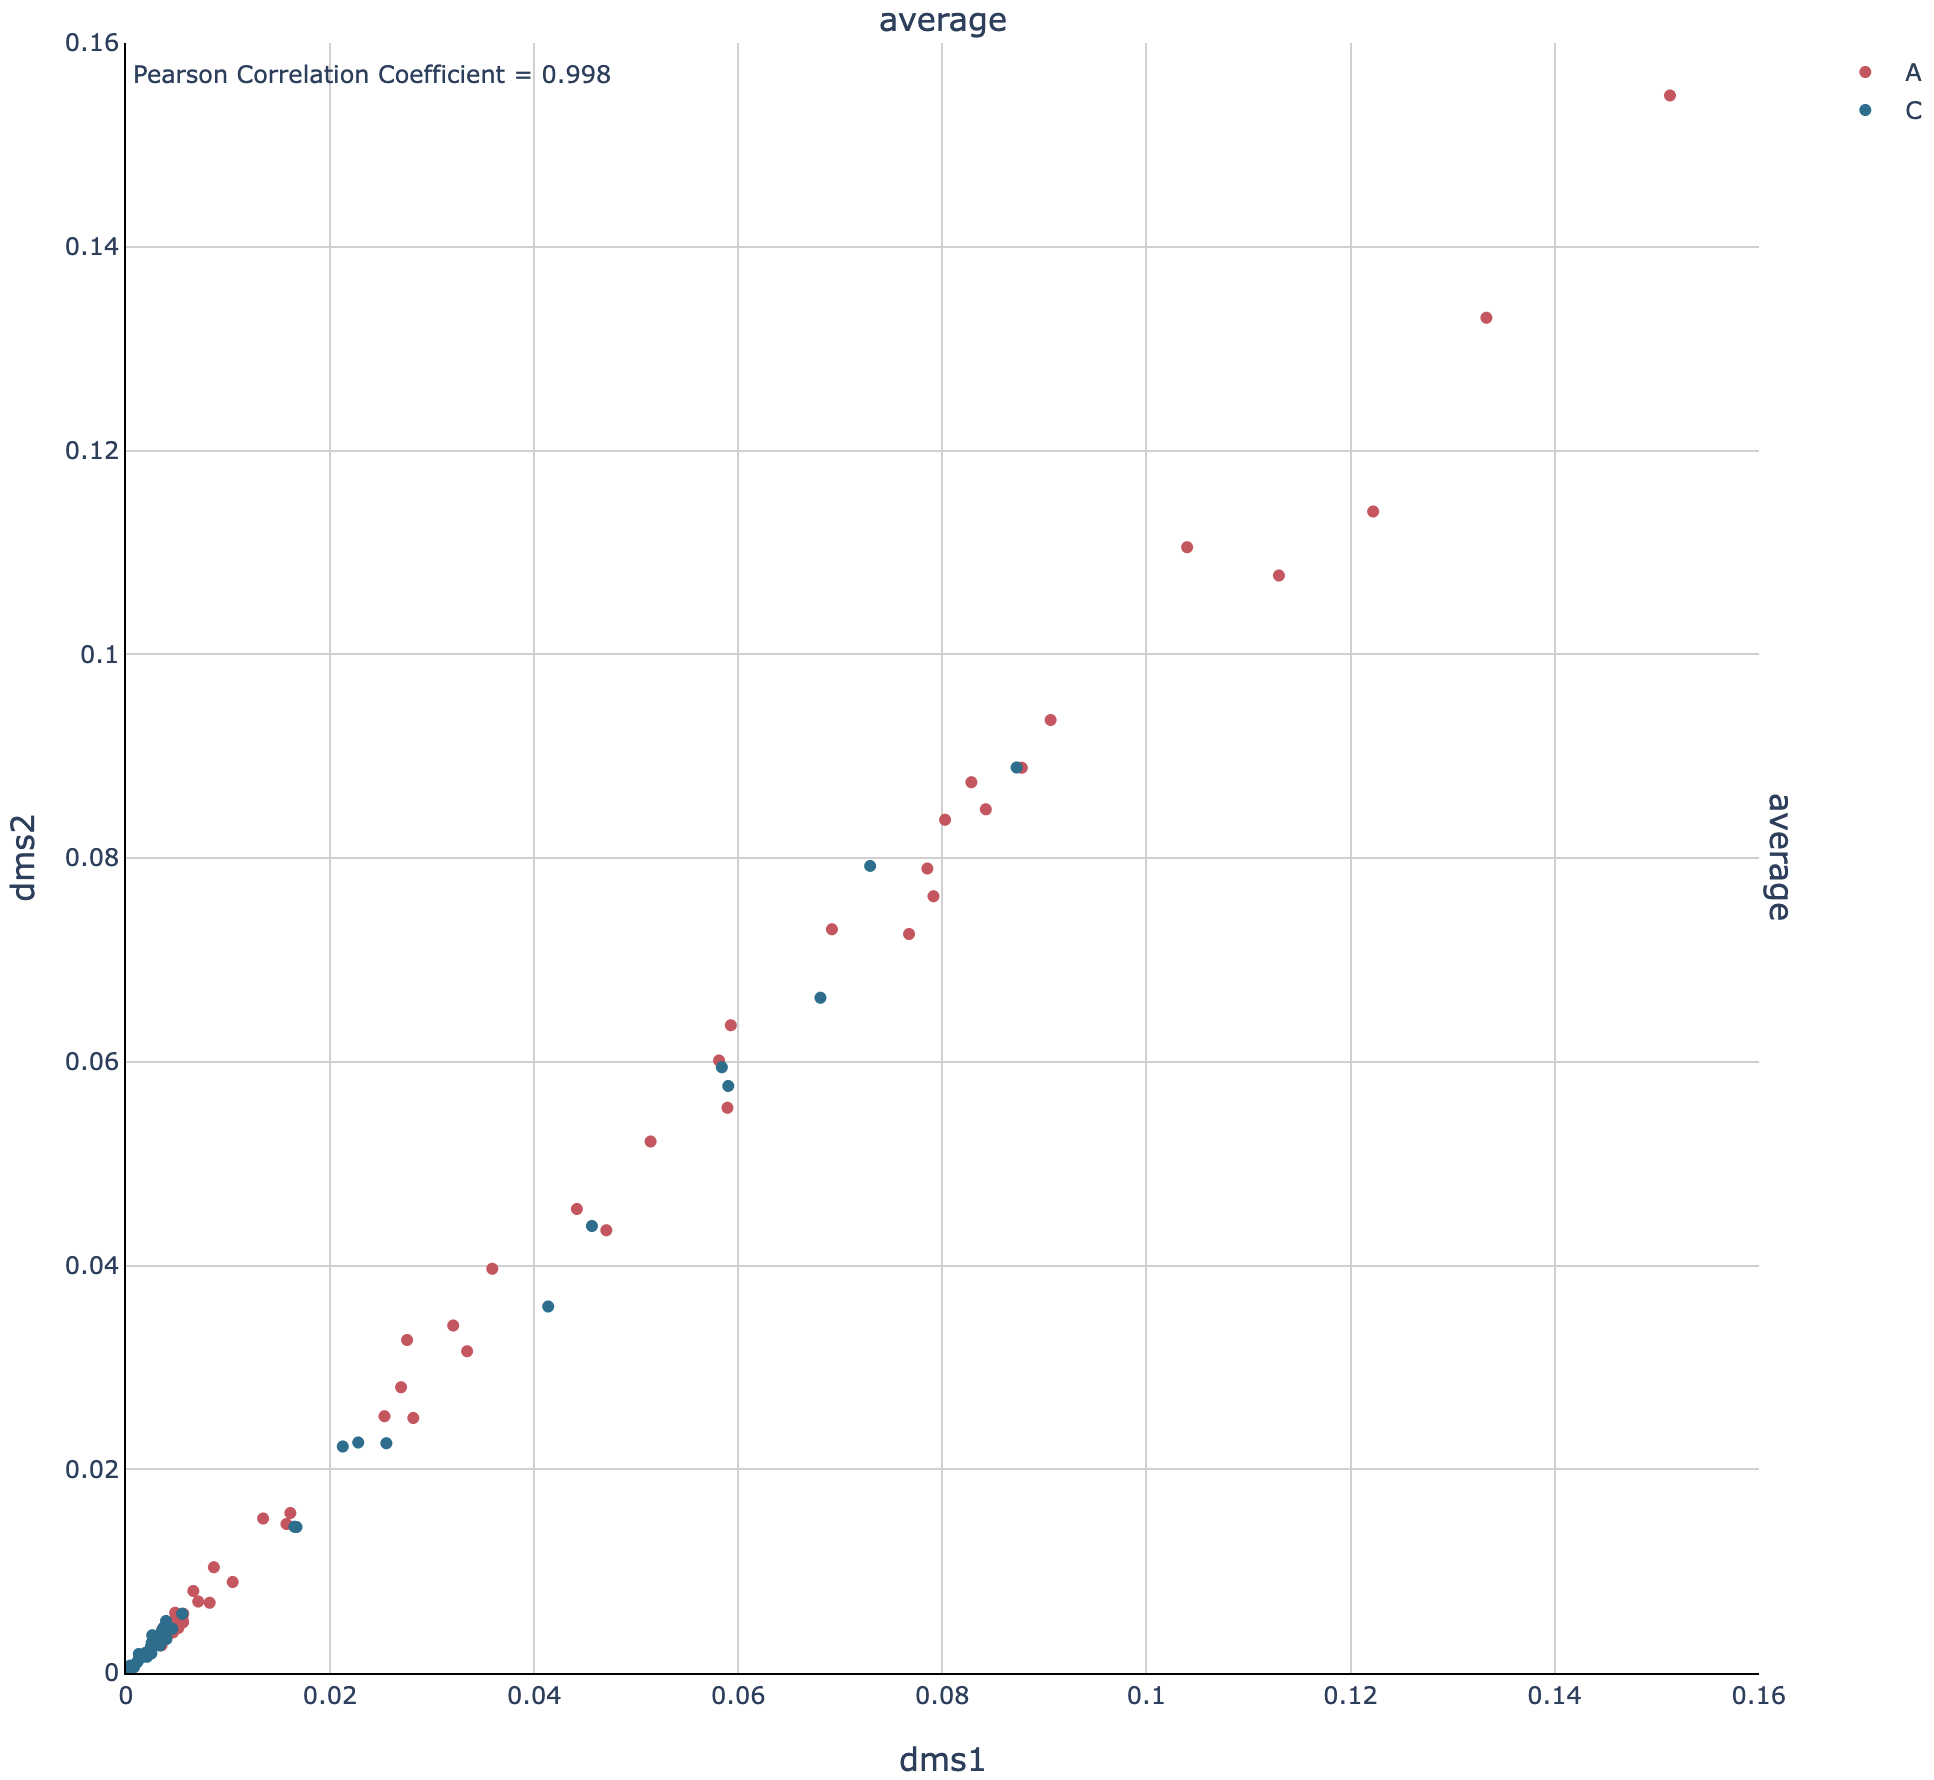 average
Pearson Correlation Coefficient = 0.998
A
C
0.16
0.14
0.12
0.1
0.08
0.06
0.04
0.02
0
dms2
average
0 0.02 0.04 0.06 0.08 0.1 0.12 0.14 0.16
dms1